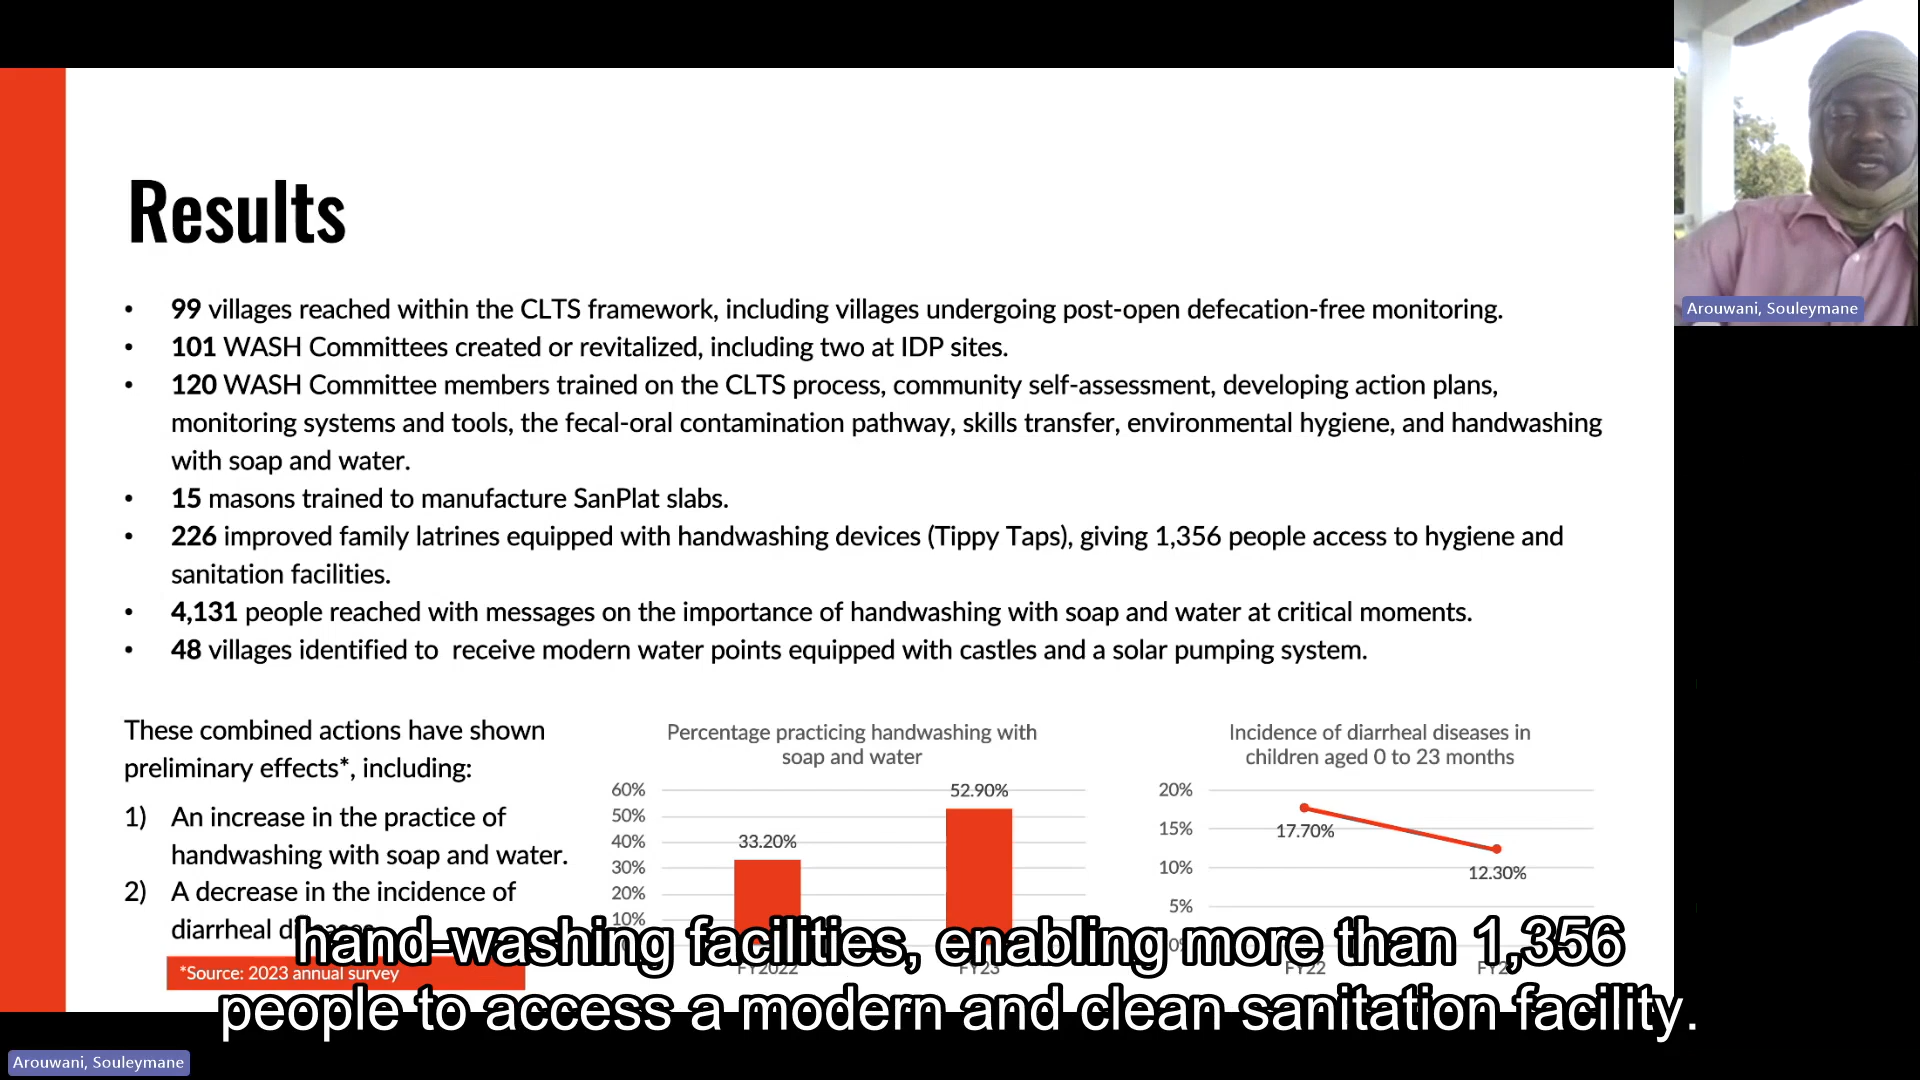 Results
• 99 villages reached within the CLTS framework, including villages undergoing post-open defecation-free monitoring.
• 101 WASH Committees created or revitalized, including two at IDP sites.
• 120 WASH Committee members trained on the CLTS process, community self-assessment, developing action plans,
monitoring systems and tools, the fecal-oral contamination pathway, skills transfer, environmental hygiene, and handwashing
with soap and water.
• 15 masons trained to manufacture SanPlat slabs.
• 226 improved family latrines equipped with handwashing devices (Tippy Taps), giving 1,356 people access to hygiene and
sanitation facilities.
• 4,131 people reached with messages on the importance of handwashing with soap and water at critical moments.
• 48 villages identified to receive modern water points equipped with castles and a solar pumping system.
These combined actions have shown
preliminary effects*, including:
1) An increase in the practice of
handwashing with soap and water.
2) A decrease in the incidence of
diarrheal
*Source: 2023 annual survey
Percentage practicing handwashing with
soap and water
60%
50%
40%
30%
20%
10%
33.20%
52.90%
FY2022
FY23
Incidence of diarrheal diseases in
children aged 0 to 23 months
20%
15%
10%
5%
17.70%
12.30%
FY22
hand-washing facilities, enabling more than 1,356
people to access a modern and clean sanitation facility.
Arouwani, Souleymane
Arouwani, Souleymane